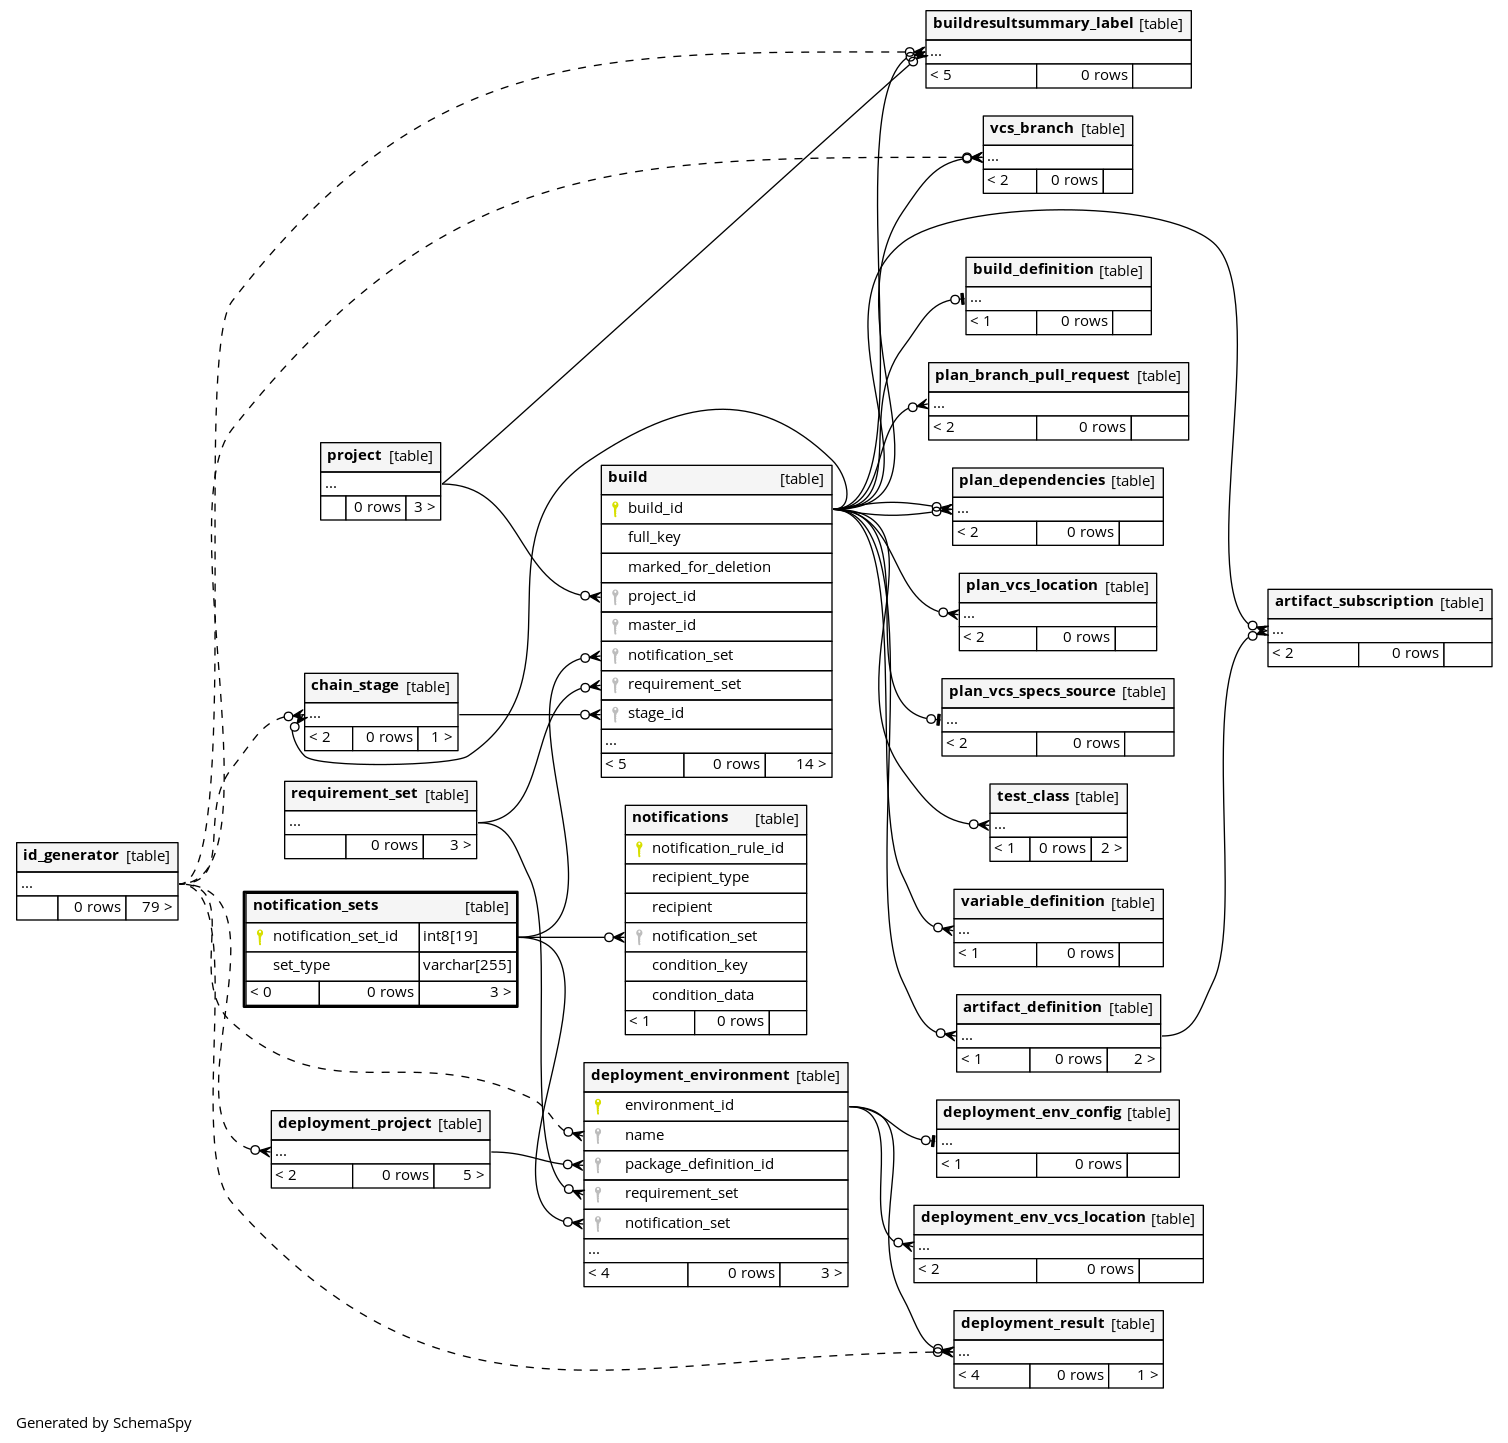 buildresultsummary_label [table]
...
< 5 0 rows
vcs_branch [table]
...
< 2 0 rows
build_definition [table]
...
< 1 0 rows
plan_branch_pull_request [table]
...
< 2 0 rows
project [table]
...
0 rows 3 >
build [table]
build_id
full_key
marked_for_deletion
project_id
master_id
notification_set
requirement_set
stage_id
...
< 5 0 rows 14 >
plan_dependencies [table]
...
< 2 0 rows
plan_vcs_location [table]
...
< 2 0 rows
artifact_subscription [table]
...
< 2 0 rows
chain_stage [table]
...
< 2 0 rows 1 >
plan_vcs_specs_source [table]
...
< 2 0 rows
requirement_set [table]
...
0 rows 3 >
test_class [table]
...
< 1 0 rows 2 >
notifications [table]
notification_rule_id
recipient_type
recipient
notification_set
condition_key
condition_data
< 1 0 rows
id_generator [table]
...
0 rows 79 >
notification_sets [table]
notification_set_id int8[19]
set_type varchar[255]
< 0 0 rows 3 >
variable_definition [table]
...
< 1 0 rows
artifact_definition [table]
...
< 1 0 rows 2 >
deployment_environment [table]
environment_id
name
package_definition_id
requirement_set
notification_set
...
< 4 0 rows 3 >
deployment_project [table]
...
< 2 0 rows 5 >
deployment_env_config [table]
...
< 1 0 rows
deployment_env_vcs_location [table]
...
< 2 0 rows
deployment_result [table]
...
< 4 0 rows 1 >
Generated by SchemaSpy